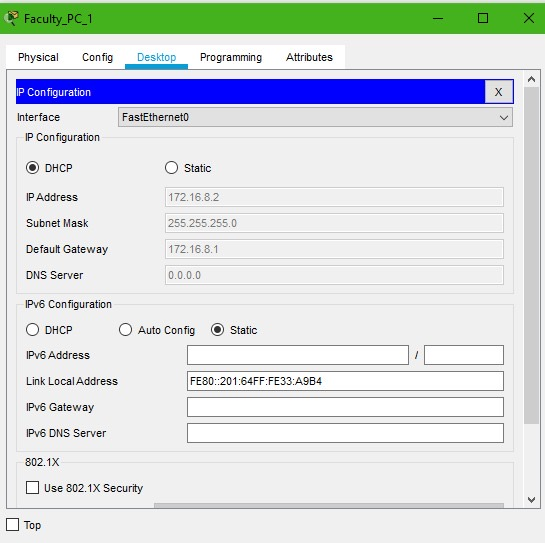 Faculty_PC_1
Physical Config Desktop Programming Attributes
IP Configuration X
Interface FastEthernet0
IP Configuration
DHCP Static
IP Address 172.16.8.2
Subnet Mask 255.255.255.0
Default Gateway 172.16.8.1
DNS Server 0.0.0.0
IPv6 Configuration
DHCP Auto Config Static
IPv6 Address /
Link Local Address FE80::201:64FF:FE33:A9B4
IPv6 Gateway
IPv6 DNS Server
802.1X
Use 802.1X Security
Top